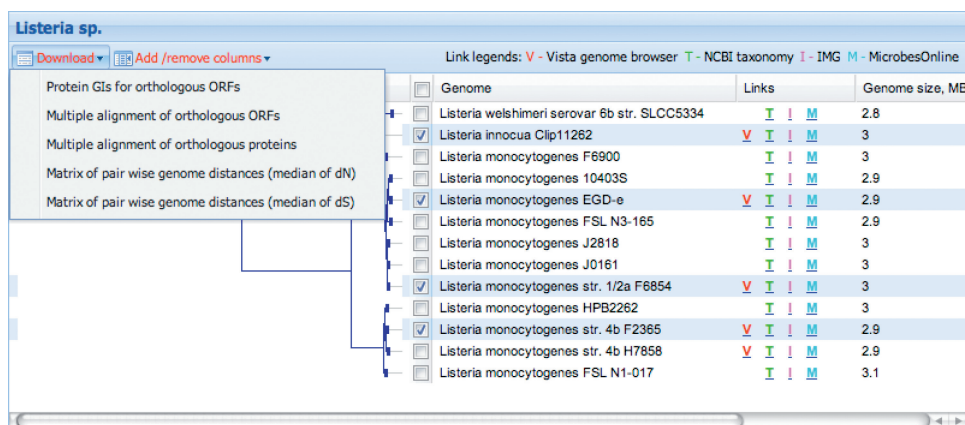 Listeria sp.
Download Add /remove columns Link legends: V - Vista genome browser T - NCBI taxonomy I - IMG M - MicrobesOnline
Protein GIs for orthologous ORFs
Multiple alignment of orthologous ORFs
Multiple alignment of orthologous proteins
Matrix of pair wise genome distances (median of dN)
Matrix of pair wise genome distances (median of dS)
Genome Links Genome size, MB
Listeria welshimeri serovar 6b str. SLCC5334 T I M 2.8
Listeria innocua Clip11262 V T I M 3
Listeria monocytogenes F6900 T I M 3
Listeria monocytogenes 10403S T I M 2.9
Listeria monocytogenes EGD-e V T I M 2.9
Listeria monocytogenes FSL N3-165 T I M 2.9
Listeria monocytogenes J2818 T I M 3
Listeria monocytogenes J0161 T I M 3
Listeria monocytogenes str. 1/2a F6854 V T I M 3
Listeria monocytogenes HPB2262 T I M 3
Listeria monocytogenes str. 4b F2365 V T I M 2.9
Listeria monocytogenes str. 4b H7858 V T I M 2.9
Listeria monocytogenes FSL N1-017 T I M 3.1